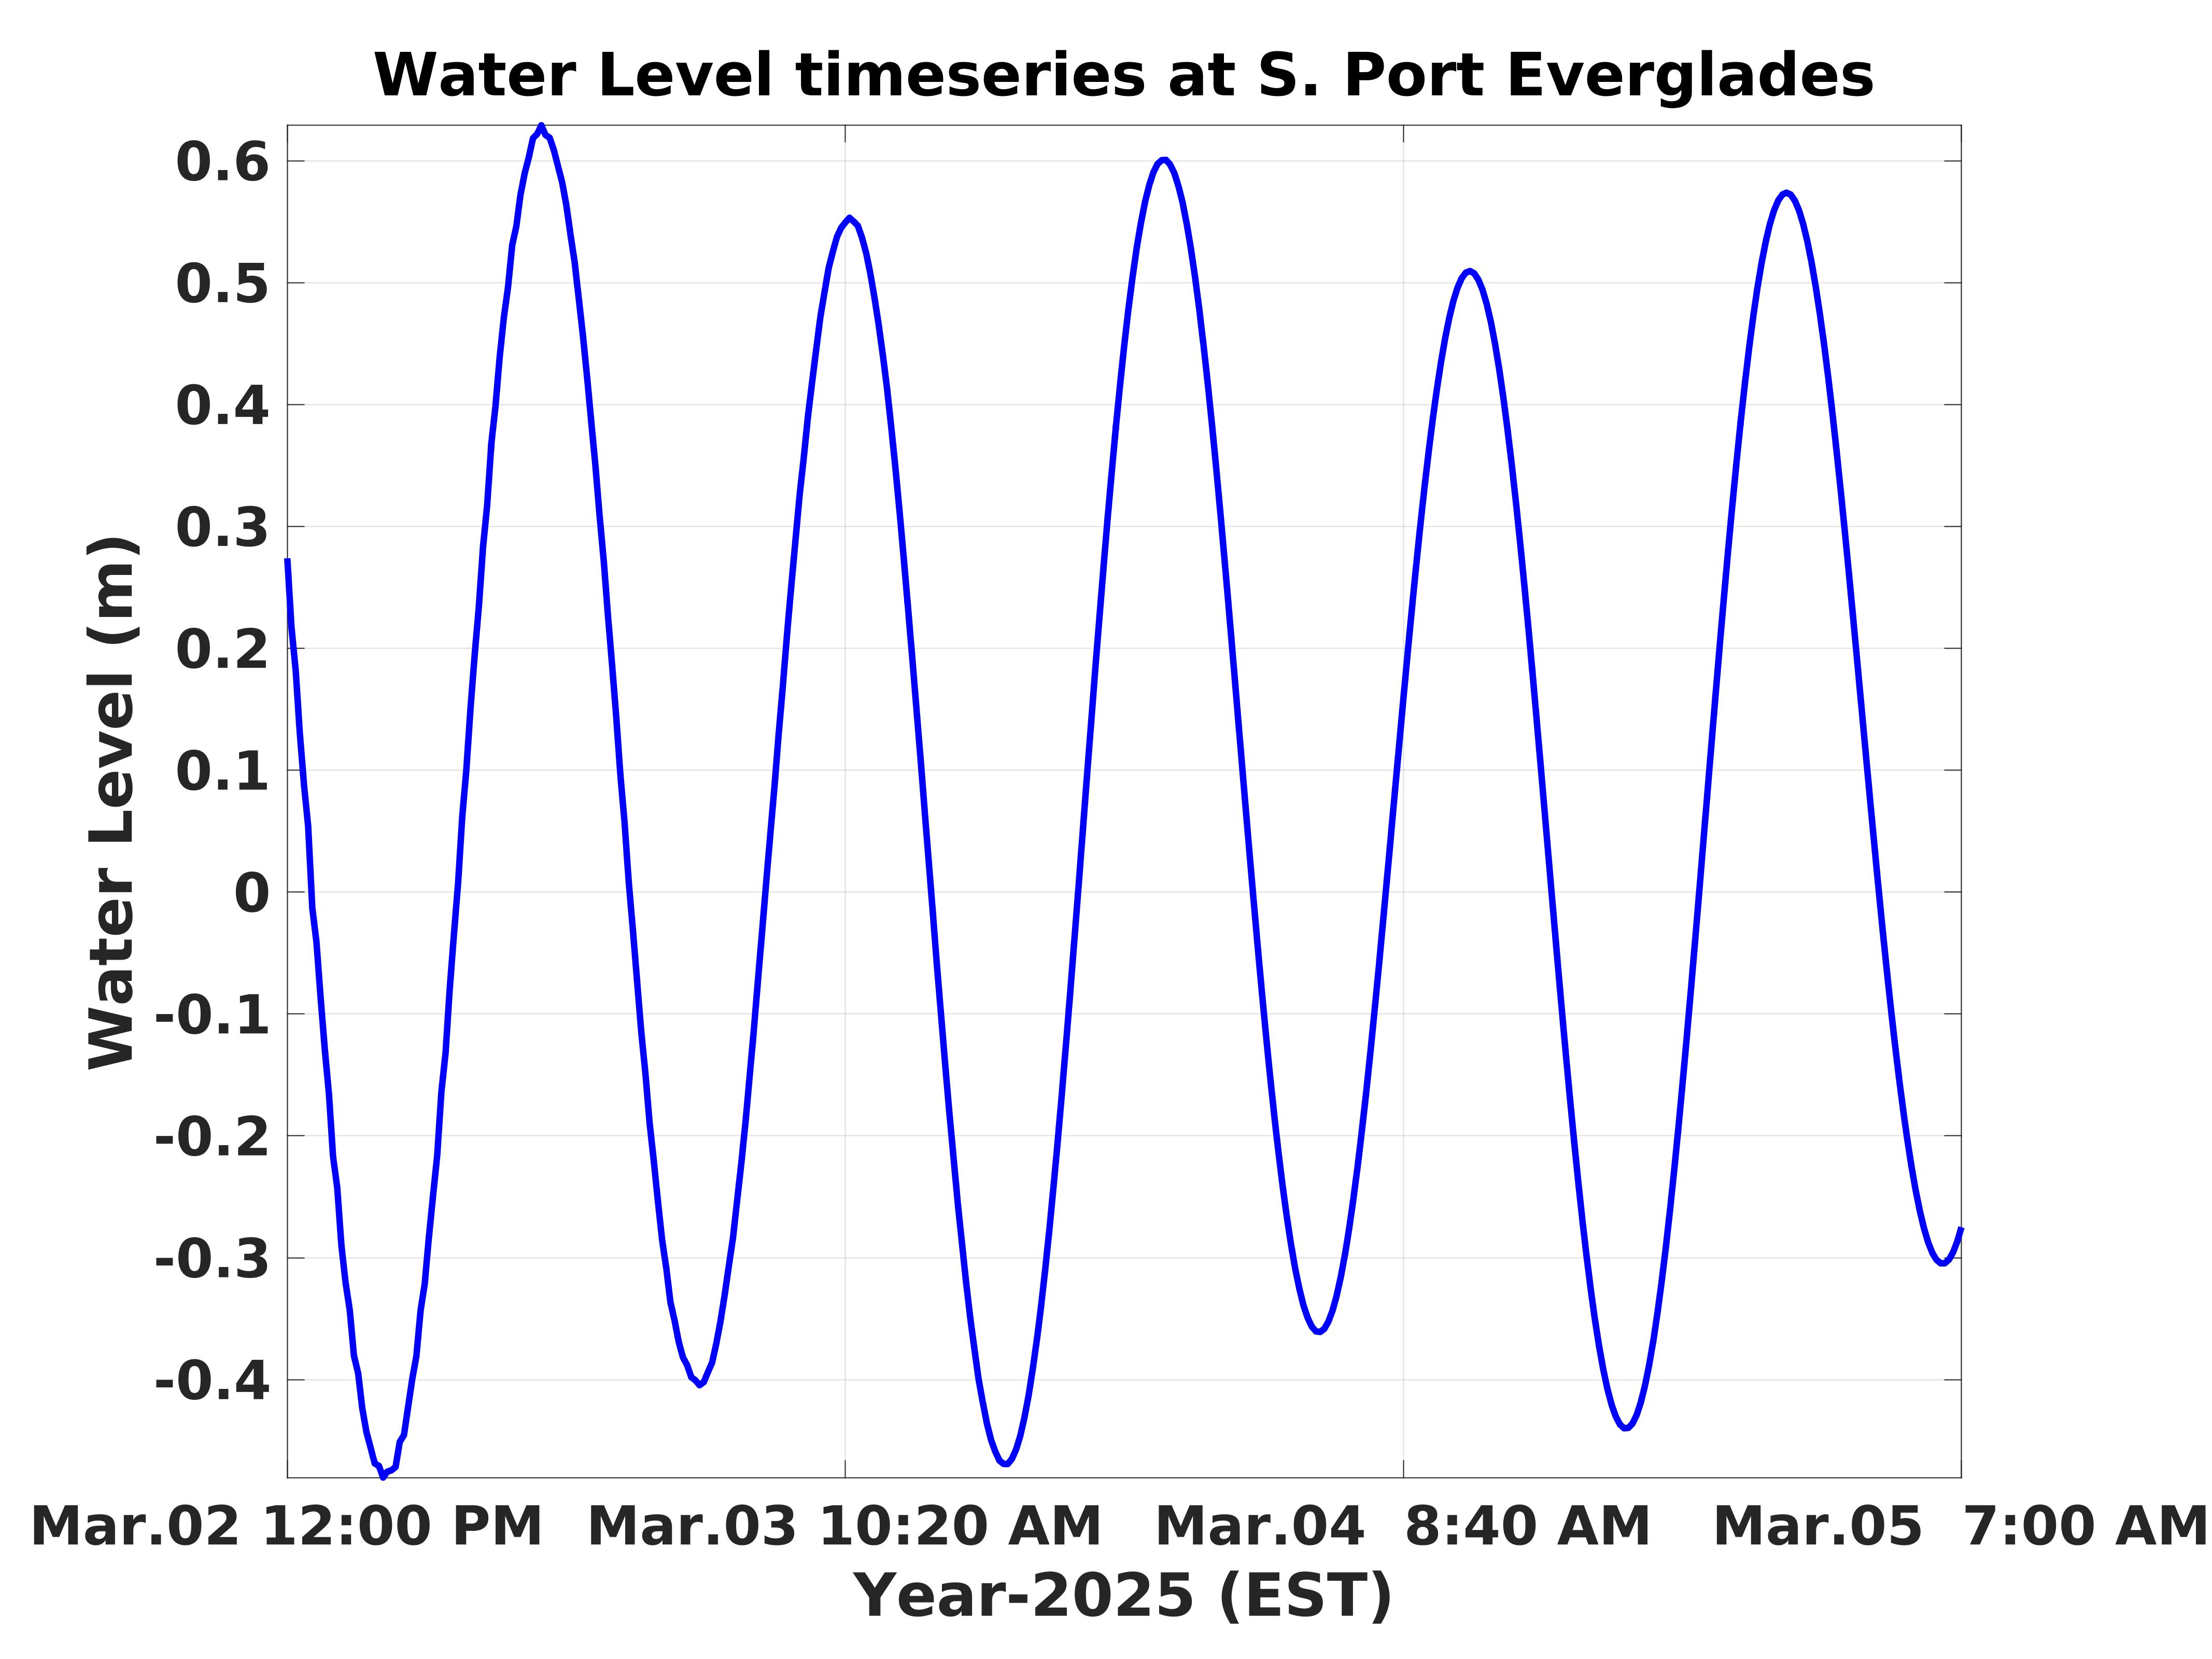 Water Level timeseries at S. Port Everglades
Water Level (m)
0.6
0.5
0.4
0.3
0.2
0.1
0
-0.1
-0.2
-0.3
-0.4
Mar.02 12:00 PM Mar.03 10:20 AM Mar.04 8:40 AM Mar.05 7:00 AM
Year-2025 (EST)